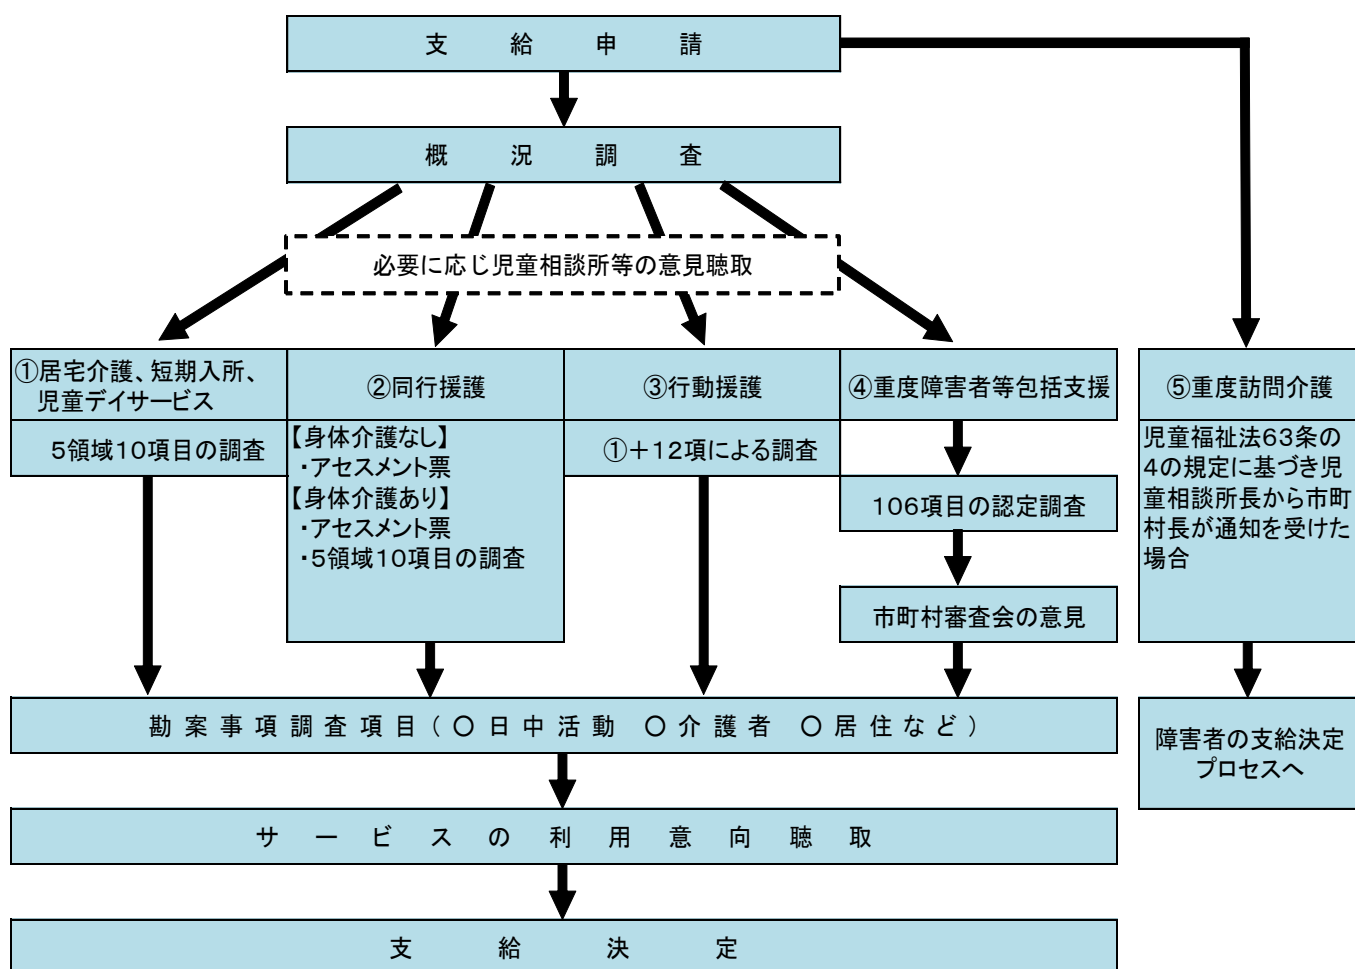 支給申請
概況調査
必要に応じ児童相談所等の意見聴取
①居宅介護、短期入所、
児童デイサービス
5領域10項目の調査
②同行援護
【身体介護なし】
・アセスメント票
【身体介護あり】
・アセスメント票
・5領域10項目の調査
③行動援護
①+12項による調査
④重度障害者等包括支援
106項目の認定調査
市町村審査会の意見
⑤重度訪問介護
児童福祉法63条の
4の規定に基づき児
童相談所長から市町
村長が通知を受けた
場合
勘案事項調査項目(〇日中活動 〇介護者 〇居住など)
障害者の支給決定
プロセスへ
サービスの利用意向聴取
支給決定